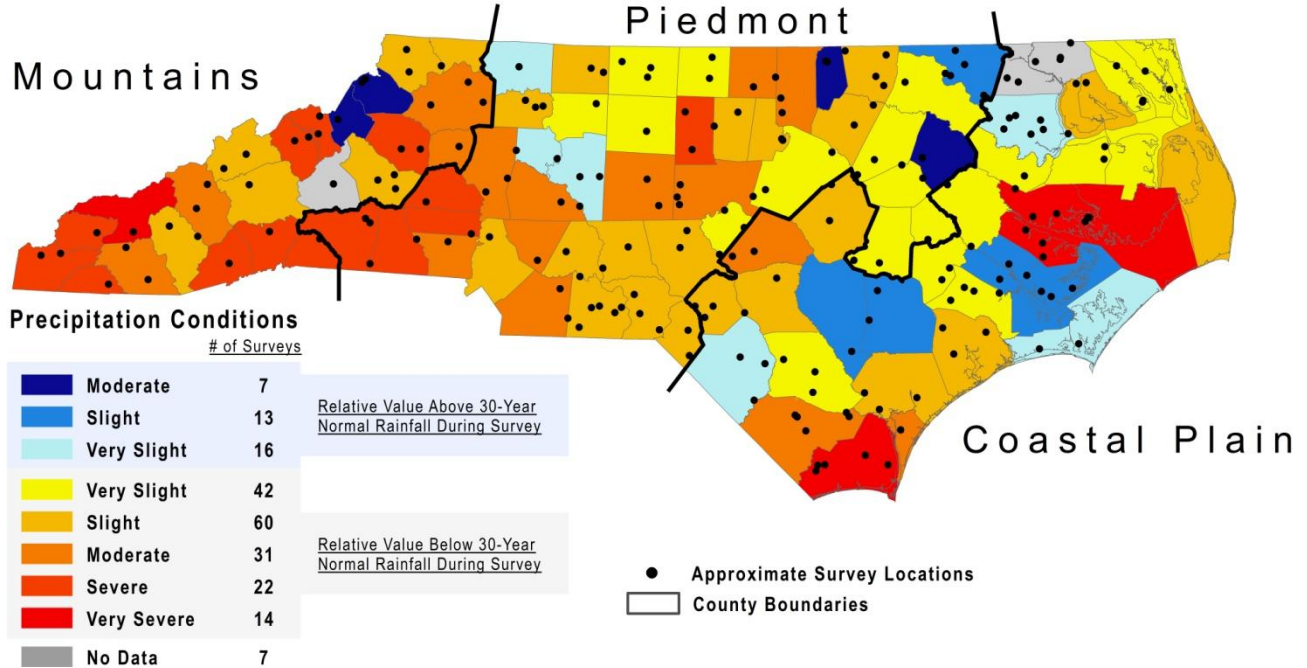 Piedmont
Mountains
Precipitation Conditions
# of Surveys
Moderate 7
Slight 13
Very Slight 16
Relative Value Above 30-Year
Normal Rainfall During Survey
Very Slight 42
Slight 60
Moderate 31
Severe 22
Very Severe 14
Relative Value Below 30-Year
Normal Rainfall During Survey
No Data 7
Coastal Plain
Approximate Survey Locations
County Boundaries